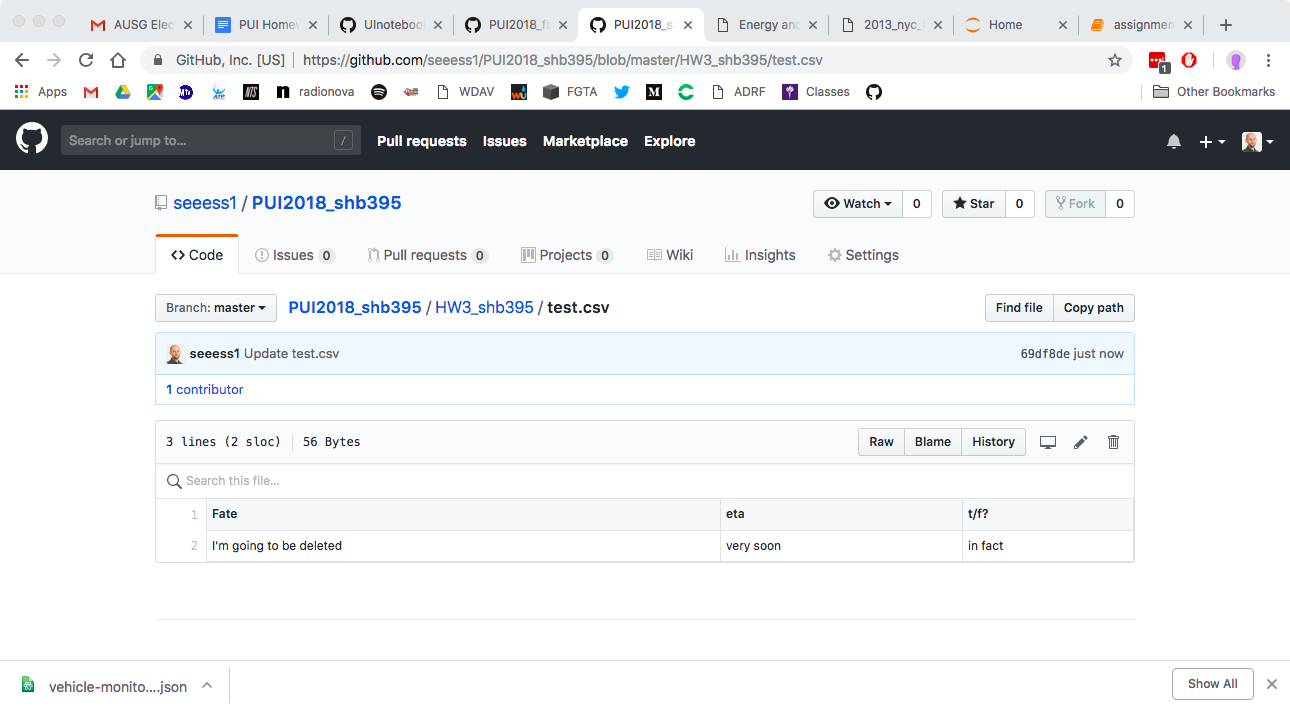 AUSG Elec PUI Homew UInotebook PUI2018_fb PUI2018_s Energy and 2013_nyc_ Home assignmen
GitHub, Inc. [US] https://github.com/seeess1/PUI2018_shb395/blob/master/HW3_shb395/test.csv 1
Apps radionova WDAV FGTA M ADRF Classes Other Bookmarks
Search or jump to... / Pull requests Issues Marketplace Explore
seeess1 / PUI2018_shb395 Watch 0 Star 0 Fork 0
Code Issues 0 Pull requests 0 Projects 0 Wiki Insights Settings
Branch: master PUI2018_shb395 / HW3_shb395 / test.csv Find file Copy path
seeess1 Update test.csv 69df8de just now
1 contributor
3 lines (2 sloc) 56 Bytes Raw Blame History
Search this file...
1 Fate eta t/f?
2 I'm going to be deleted very soon in fact
vehicle-monito....json Show All